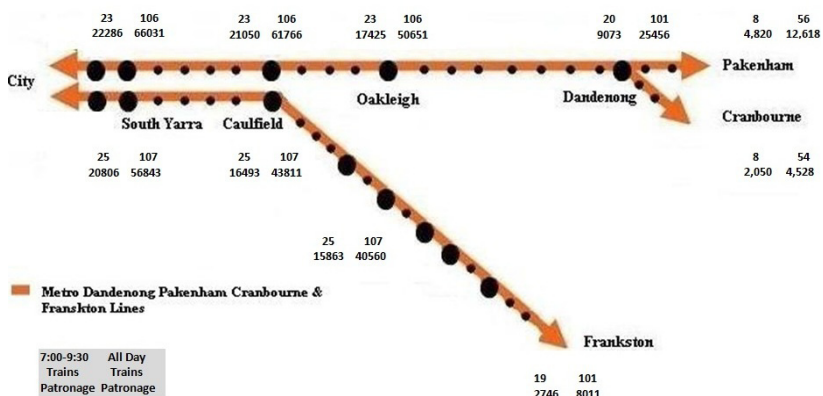 23 106 23 106 23 106 20 101 8 56
22286 66031 21050 61766 17425 50651 9073 25456 4,820 12,618
Pakenham
City
Oakleigh Dandenong
South Yarra Caulfield Cranbourne
25 107 25 107 8 54
20806 56843 16493 43811 2,050 4,528
25 107
15863 40560
Metro Dandenong Pakenham Cranbourne &
Franskton Lines
Frankston
7:00-9:30 All Day
Trains Trains
Patronage Patronage
19 101
2746 8011